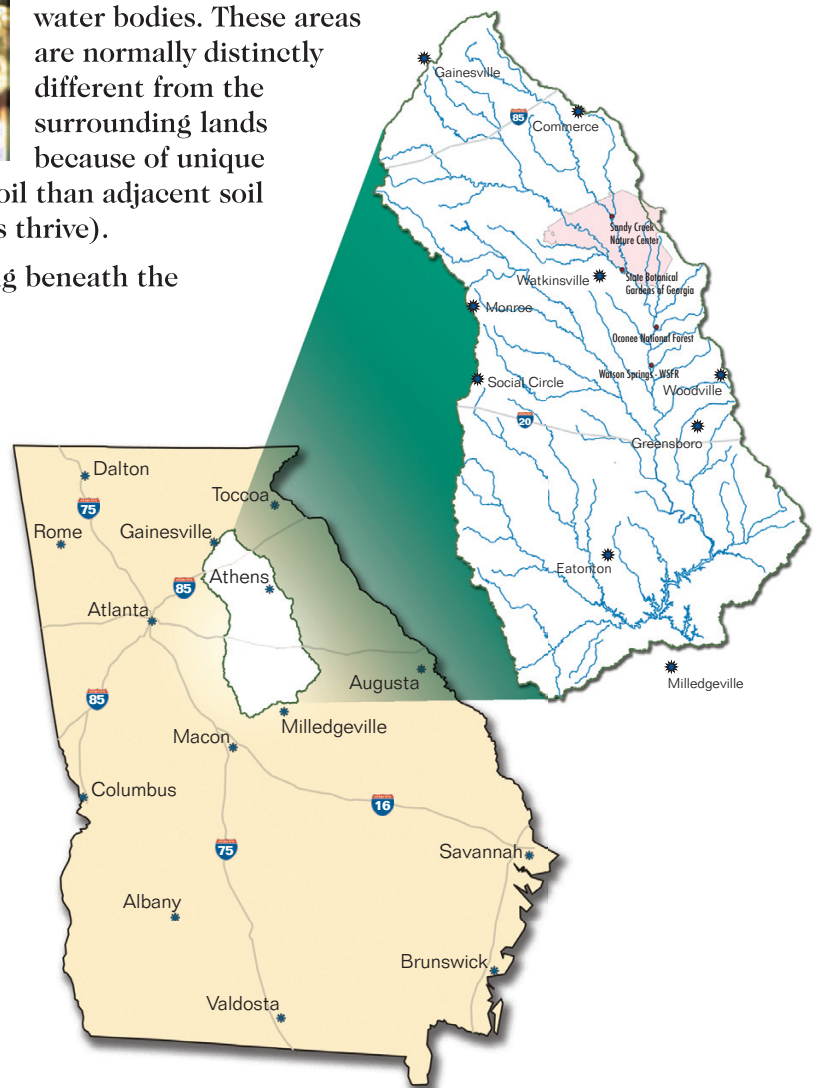 water bodies. These areas
are normally distinctly
different from the
surrounding lands
because of unique
oil than adjacent soil
s thrive).
g beneath the
Gainesville
85
Commerce
Sandy Creek
Nature Center
Watkinsville
State Botanical
Gardens of Georgia
Monroe
Oconee National Forest
Watson Springs - WSFR
Social Circle
Woodville
20
Greensboro
Eatonton
Milledgeville
Dalton
75
Toccoa
Rome
Gainesville
85
Athens
Atlanta
Augusta
85
Milledgeville
Macon
Columbus
16
75
Savannah
Albany
Brunswick
Valdosta